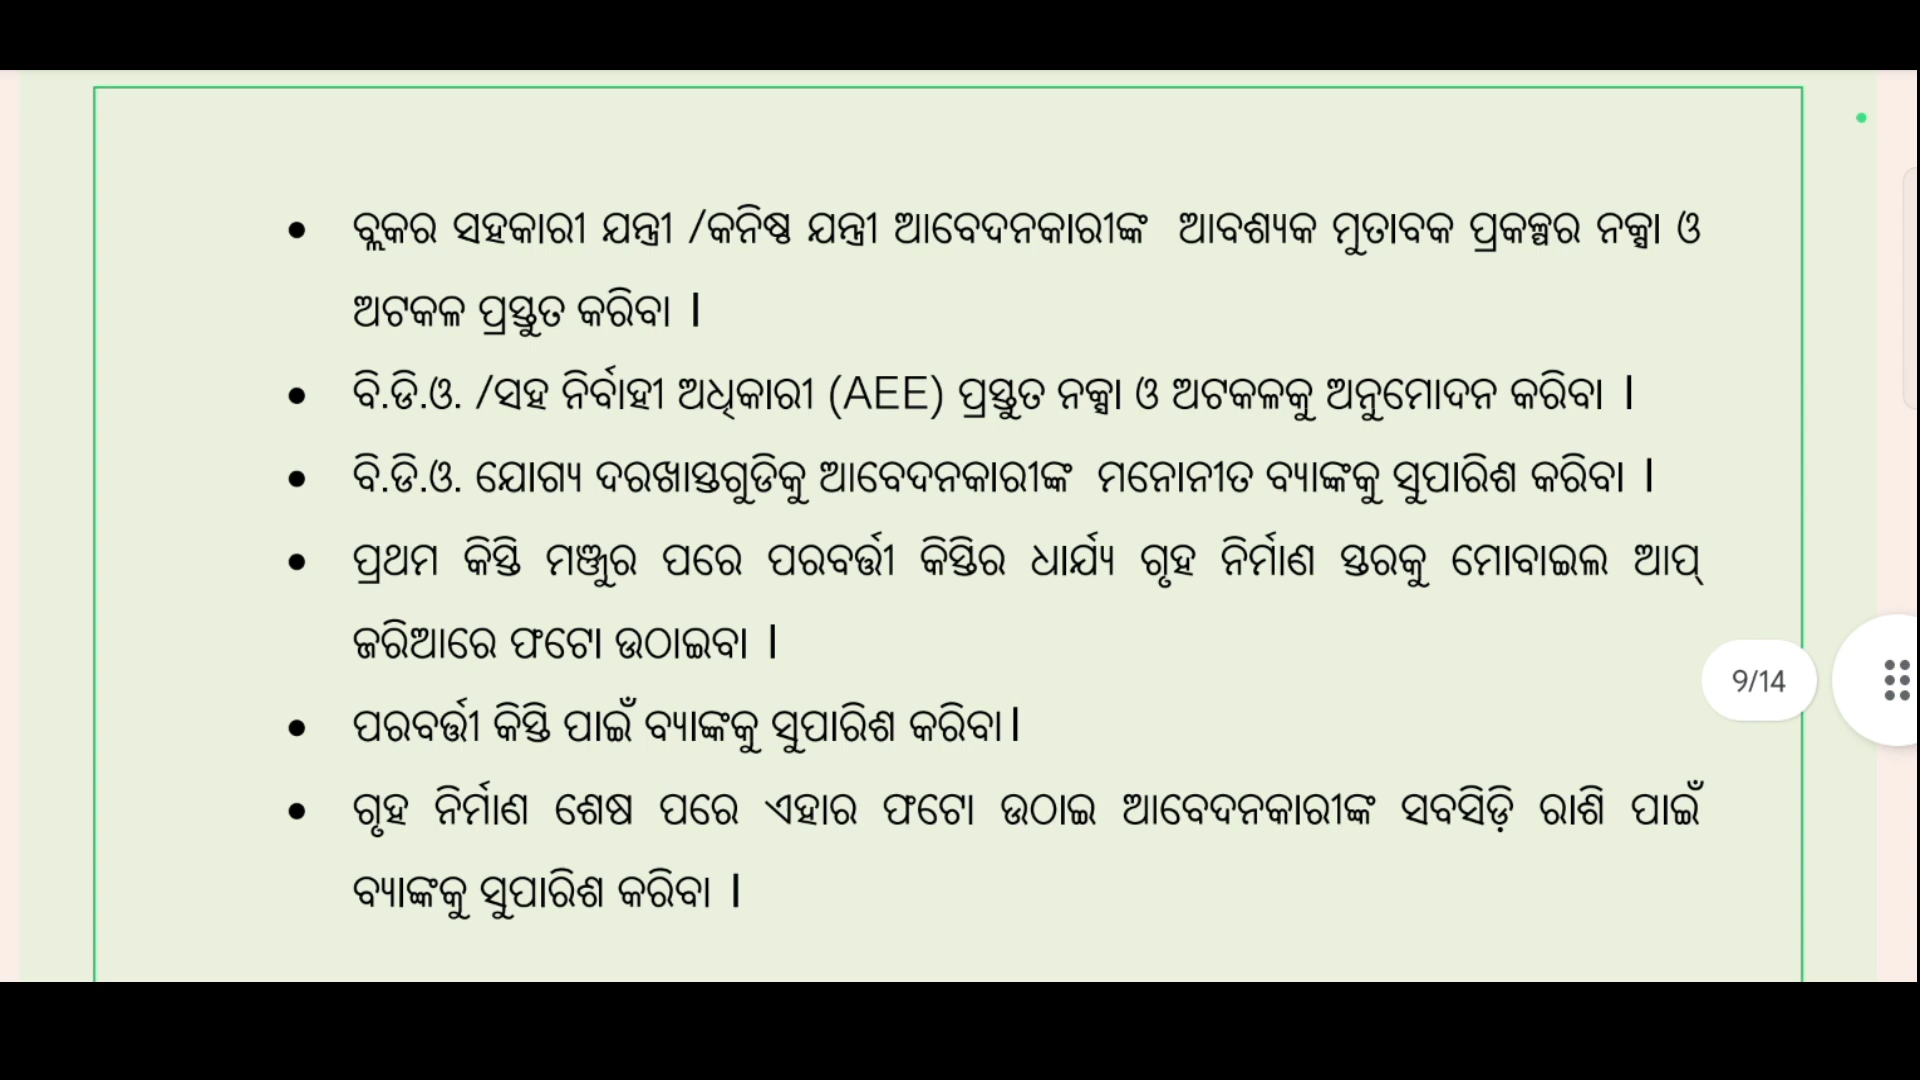 • ବ୍ଲକର ସହକାରୀ ଯନ୍ତ୍ରୀ /କନିଷ୍ଠ ଯନ୍ତ୍ରୀ ଆବେଦନକାରୀଙ୍କ ଆବଶ୍ୟକ ମୁତାବକ ପ୍ରକଳ୍ପର ନକ୍ସା ଓ
ଅଟକଳ ପ୍ରସ୍ତୁତ କରିବା |
• ବି.ଡି.ଓ. /ସହ ନିର୍ବାହୀ ଅଧିକାରୀ (AEE) ପ୍ରସ୍ତୁତ ନକ୍ସା ଓ ଅଟକଳକୁ ଅନୁମୋଦନ କରିବା |
• ବି.ଡି.ଓ. ଯୋଗ୍ୟ ଦରଖାସ୍ତଗୁଡିକୁ ଆବେଦନକାରୀଙ୍କ ମନୋନୀତ ବ୍ୟାଙ୍କକୁ ସୁପାରିଶ କରିବା |
• ପ୍ରଥମ କିସ୍ତି ମଞ୍ଜୁର ପରେ ପରବର୍ତ୍ତୀ କିସ୍ତିର ଧାର୍ଯ୍ୟ ଗୃହ ନିର୍ମାଣ ସ୍ତରକୁ ମୋବାଇଲ ଆପ୍
ଜରିଆରେ ଫଟୋ ଉଠାଇବା |
• ପରବର୍ତ୍ତୀ କିସ୍ତି ପାଇଁ ବ୍ୟାଙ୍କକୁ ସୁପାରିଶ କରିବା|
• ଗୃହ ନିର୍ମାଣ ଶେଷ ପରେ ଏହାର ଫଟୋ ଉଠାଇ ଆବେଦନକାରୀଙ୍କ ସବସିଡ଼ି ରାଶି ପାଇଁ
ବ୍ୟାଙ୍କକୁ ସୁପାରିଶ କରିବା |
9/14